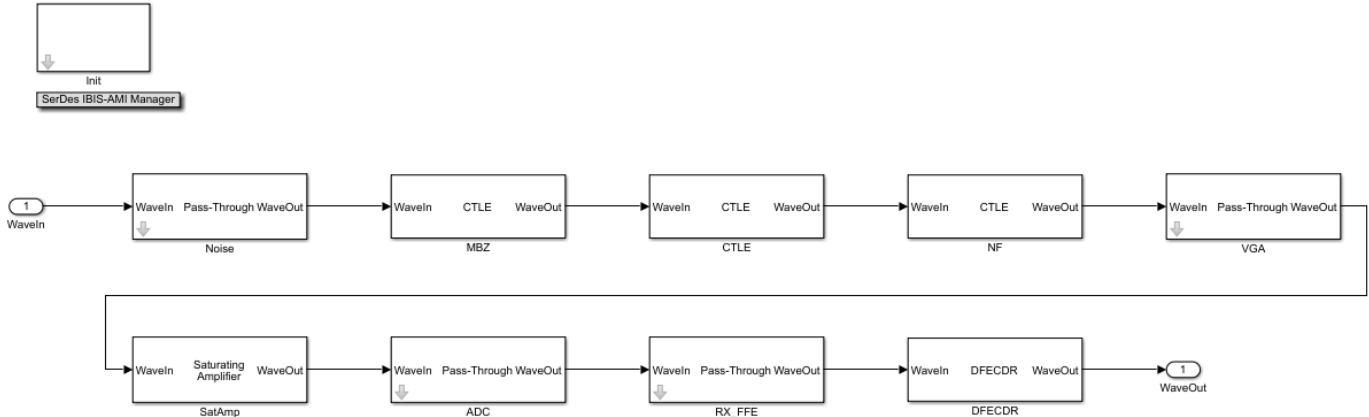 Init
SerDes IBIS-AMI Manager
1
WaveIn
WaveIn Pass-Through WaveOut
Noise
WaveIn CTLE WaveOut
MBZ
WaveIn CTLE WaveOut
CTLE
WaveIn CTLE WaveOut
NF
WaveIn Pass-Through WaveOut
VGA
WaveIn Saturating Amplifier WaveOut
SatAmp
WaveIn Pass-Through WaveOut
ADC
WaveIn Pass-Through WaveOut
RX_FFE
WaveIn DFECDR WaveOut
DFECDR
1
WaveOut